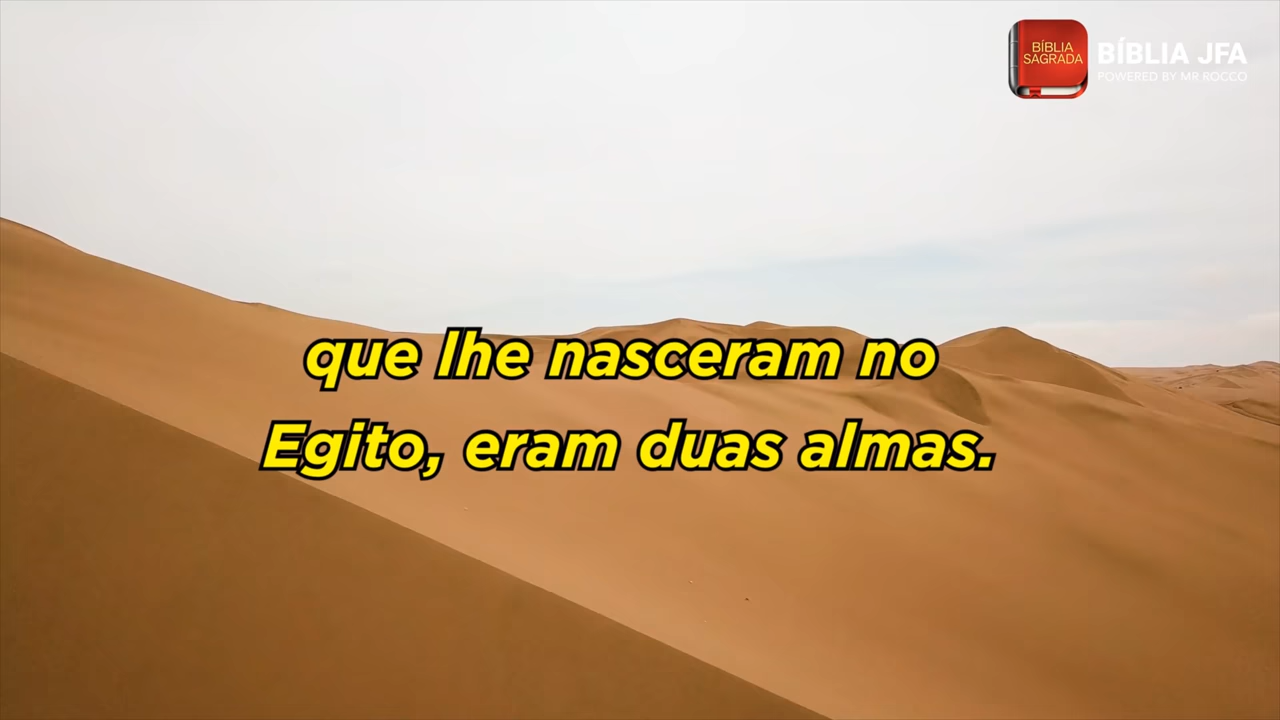 BÍBLIA
SAGRADA
BÍBLIA JFA
POWERED BY MR ROCCO
que lhe nasceram no
Egito, eram duas almas.